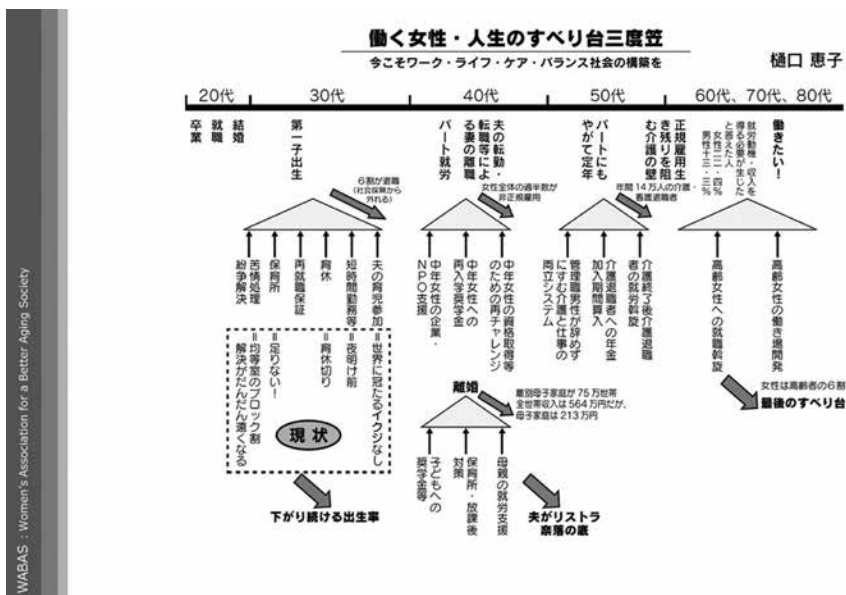 働く女性・人生のすべり台三度笠
今こそワーク・ライフ・ケア・バランス社会の構築を
樋口 恵子
20代
30代
40代
50代
60代、70代、80代
卒業
就職
結婚
第一子出生
6割が退職
(社会保険から
外れる)
紛争解決
苦情処理
保育所
再就職保証
育休
短時間勤務等
夫の育児参加
=均等室のブロック割
解決がだんだん遠くなる
=足りない!
=育休切り
=夜明け前
=世界に冠たるイクジなし
現状
下がり続ける出生率
パート就労
夫の転勤・
転職等によ
る妻の離職
女性全体の過半数が
非正規雇用
中年女性の企業・
NPO支援
中年女性への
再入学奨学金
中年女性の資格取得等
のための再チャレンジ
離婚
離別母子家庭が75万世帯
全世帯収入は564万円だが、
母子家庭は213万円
子どもへの
奨学金等
保育所・放課後
対策
母親の就労支援
夫がリストラ
奈落の底
パートにも
やがて定年
正規雇用生
き残りを阻
む介護の壁
年間14万人の介護・
看護退職者
管理職男性が辞めず
にすむ介護と仕事の
両立システム
介護退職者への年金
加入期間算入
介護終了後介護退職
者の就労斡旋
就労動機・収入を
得る必要が生じた
と答えた人
女性二二・四%
男性十三・三%
働きたい!
高齢女性への就職斡旋
高齢女性の働き場開発
女性は高齢者の6割
最後のすべり台
WABAS : Women's Association for a Better Aging Society